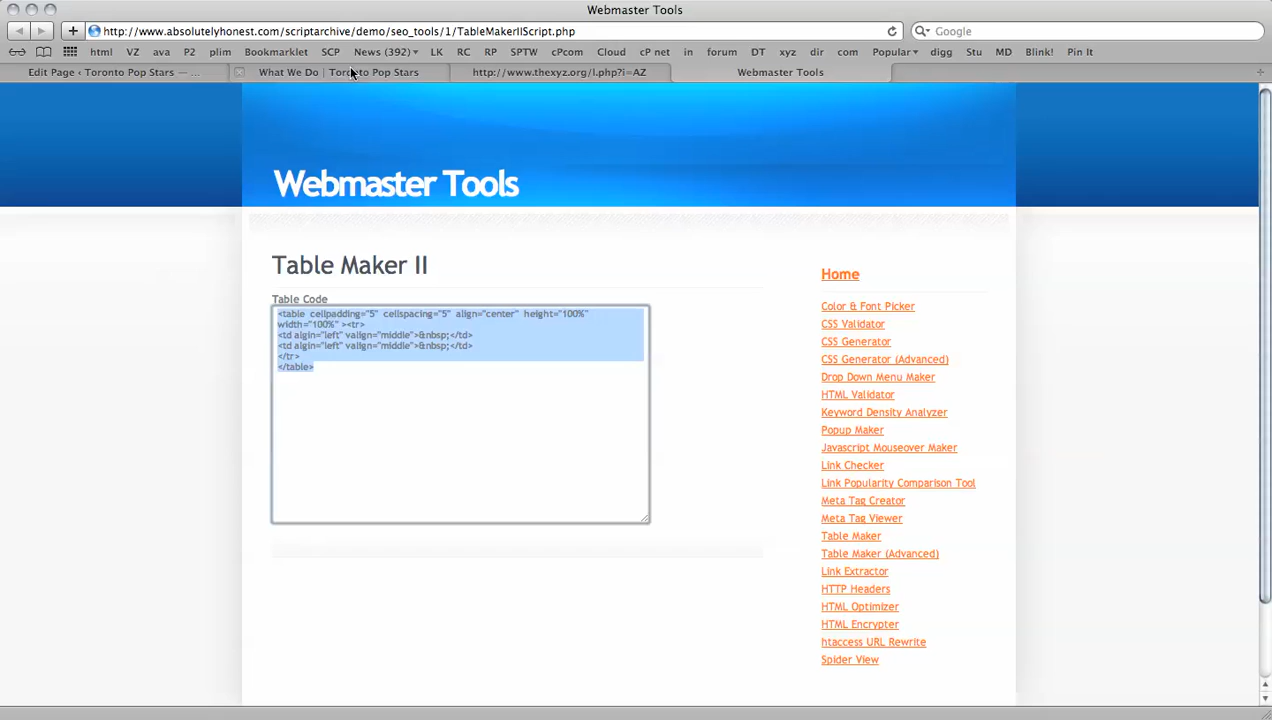 Webmaster Tools
http://www.absolutelyhonest.com/scriptarchive/demo/seo_tools/1/TableMakerIIScript.php
Google
html VZ ava P2 plim Bookmarklet SCP News (392) LK RC RP SPTW cPcom Cloud cP net in forum DT xyz dir com Popular digg Stu MD Blink! Pin It
Edit Page ‹ Toronto Pop Stars — ... What We Do | Toronto Pop Stars http://www.thexyz.org/l.php?i=AZ Webmaster Tools
Webmaster Tools
Table Maker II
Table Code
<table cellpadding="5" cellspacing="5" align="center" height="100%"
width="100%" ><tr>
<td algin="left" valign="middle">&nbsp;</td>
<td algin="left" valign="middle">&nbsp;</td>
</tr>
</table>
Home
Color & Font Picker
CSS Validator
CSS Generator
CSS Generator (Advanced)
Drop Down Menu Maker
HTML Validator
Keyword Density Analyzer
Popup Maker
Javascript Mouseover Maker
Link Checker
Link Popularity Comparison Tool
Meta Tag Creator
Meta Tag Viewer
Table Maker
Table Maker (Advanced)
Link Extractor
HTTP Headers
HTML Optimizer
HTML Encrypter
htaccess URL Rewrite
Spider View